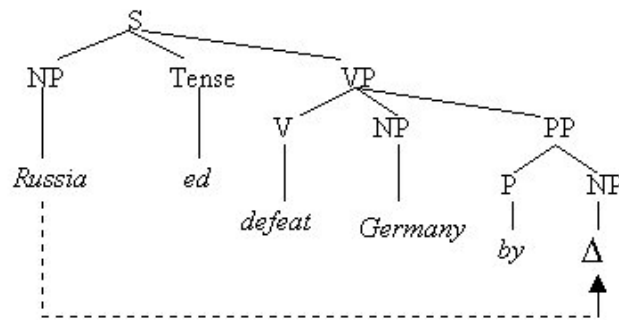 S
NP Tense VP
V NP PP
Russia ed P NP
defeat Germany by Δ